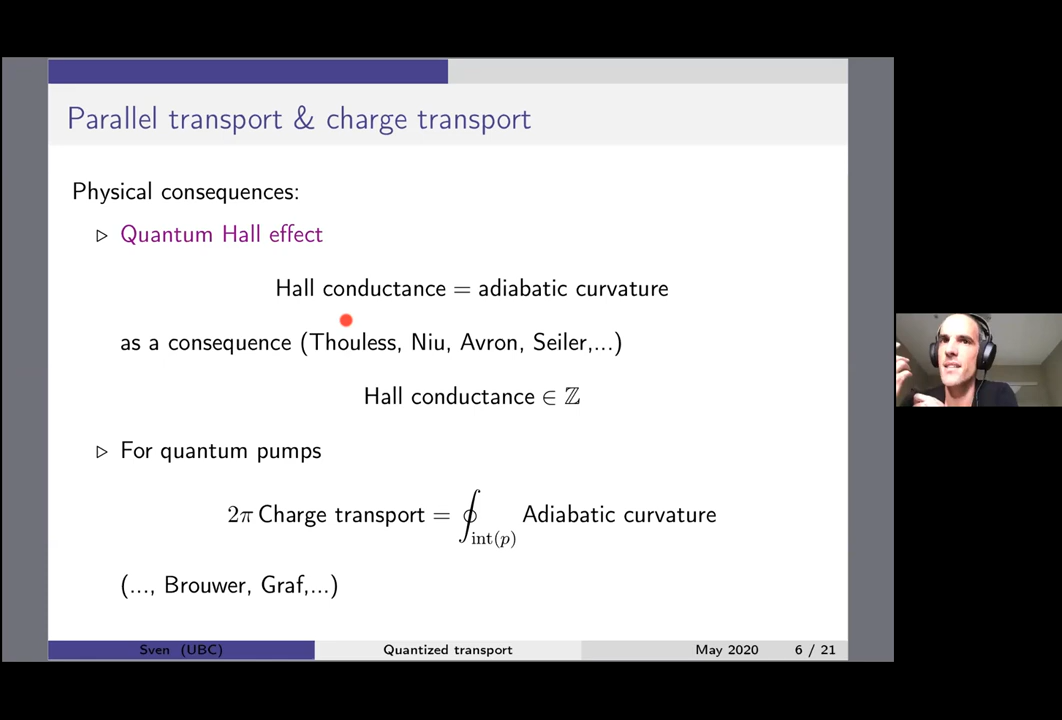 Parallel transport & charge transport
Physical consequences:
▷ Quantum Hall effect
Hall conductance = adiabatic curvature
as a consequence (Thouless, Niu, Avron, Seiler,...)
Hall conductance ∈ ℤ
▷ For quantum pumps
2π Charge transport = ∮_int(p) Adiabatic curvature
(..., Brouwer, Graf,...)
Sven (UBC) Quantized transport May 2020 6 / 21